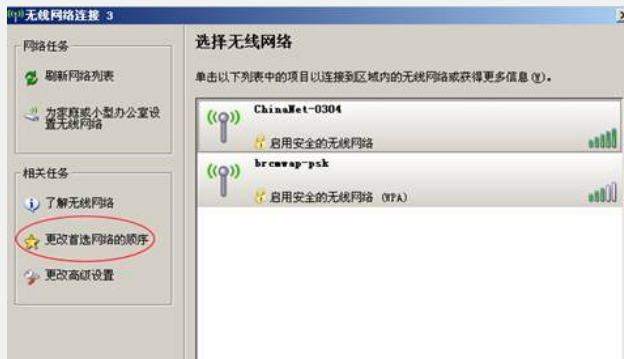 无线网络连接 3
网络任务
刷新网络列表
为家庭或小型办公室设
置无线网络
相关任务
了解无线网络
更改首选网络的顺序
更改高级设置
选择无线网络
单击以下列表中的项目以连接到区域内的无线网络或获得更多信息(W)。
ChinaNet-0304
启用安全的无线网络
brcmwap-psk
启用安全的无线网络 (WPA)